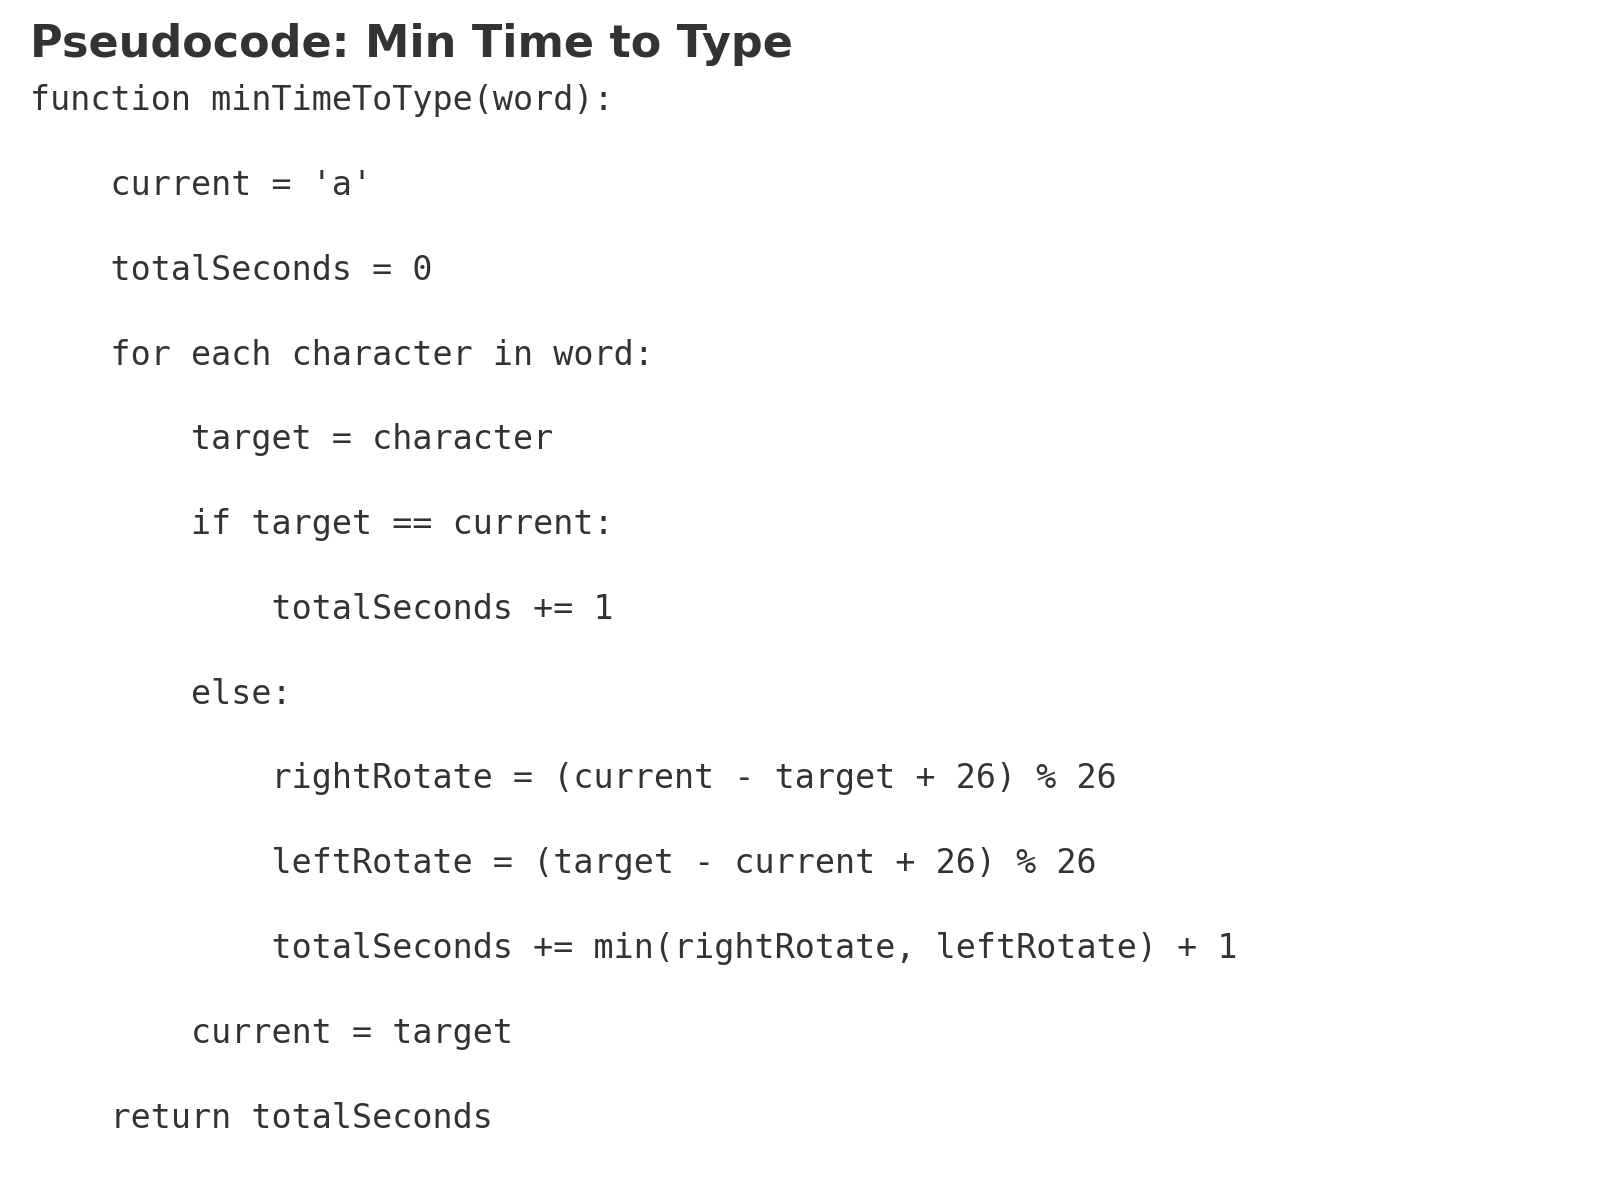 Pseudocode: Min Time to Type
function minTimeToType(word):
    current = 'a'
    totalSeconds = 0
    for each character in word:
        target = character
        if target == current:
            totalSeconds += 1
        else:
            rightRotate = (current - target + 26) % 26
            leftRotate = (target - current + 26) % 26
            totalSeconds += min(rightRotate, leftRotate) + 1
        current = target
    return totalSeconds